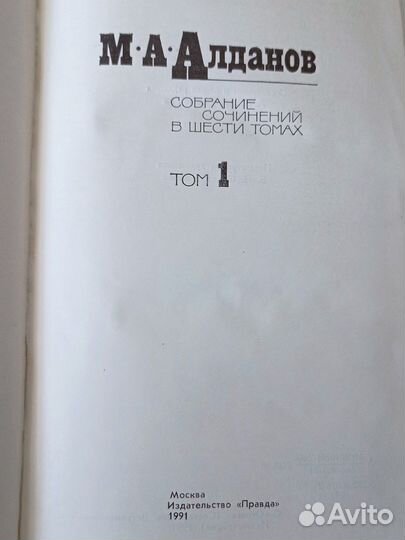 М·А·Алданов
СОБРАНИЕ
СОЧИНЕНИЙ
В ШЕСТИ ТОМАХ
ТОМ 1
Москва
Издательство «Правда»
1991
Avito